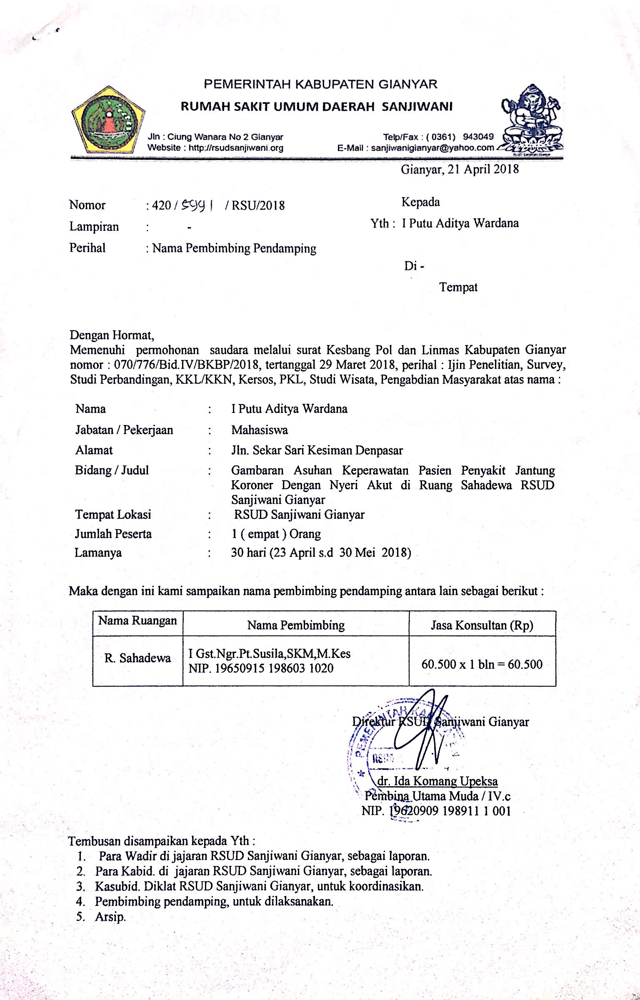 PEMERINTAH KABUPATEN GIANYAR
RUMAH SAKIT UMUM DAERAH SANJIWANI
Jln : Ciung Wanara No 2 Gianyar Telp/Fax : ( 0361) 943049
Website : http://rsudsanjiwani.org E-Mail : sanjiwanigianyar@yahoo.com
Gianyar, 21 April 2018
Nomor : 420 / 5991 / RSU/2018 Kepada
Lampiran : - Yth : I Putu Aditya Wardana
Perihal : Nama Pembimbing Pendamping
Di -
Tempat
Dengan Hormat,
Memenuhi permohonan saudara melalui surat Kesbang Pol dan Linmas Kabupaten Gianyar
nomor : 070/776/Bid.IV/BKBP/2018, tertanggal 29 Maret 2018, perihal : Ijin Penelitian, Survey,
Studi Perbandingan, KKL/KKN, Kersos, PKL, Studi Wisata, Pengabdian Masyarakat atas nama :
Nama : I Putu Aditya Wardana
Jabatan / Pekerjaan : Mahasiswa
Alamat : Jln. Sekar Sari Kesiman Denpasar
Bidang / Judul : Gambaran Asuhan Keperawatan Pasien Penyakit Jantung
Koroner Dengan Nyeri Akut di Ruang Sahadewa RSUD
Sanjiwani Gianyar
Tempat Lokasi : RSUD Sanjiwani Gianyar
Jumlah Peserta : 1 ( empat ) Orang
Lamanya : 30 hari (23 April s.d 30 Mei 2018)
Maka dengan ini kami sampaikan nama pembimbing pendamping antara lain sebagai berikut :
Nama Ruangan Nama Pembimbing Jasa Konsultan (Rp)
R. Sahadewa I Gst.Ngr.Pt.Susila,SKM,M.Kes 60.500 x 1 bln = 60.500
NIP. 19650915 198603 1020
Direktur RSUD Sanjiwani Gianyar
PEMERINTAH
RSUD
dr. Ida Komang Upeksa
Pembina Utama Muda / IV.c
NIP. 19620909 198911 1 001
Tembusan disampaikan kepada Yth :
1. Para Wadir di jajaran RSUD Sanjiwani Gianyar, sebagai laporan.
2. Para Kabid. di jajaran RSUD Sanjiwani Gianyar, sebagai laporan.
3. Kasubid. Diklat RSUD Sanjiwani Gianyar, untuk koordinasikan.
4. Pembimbing pendamping, untuk dilaksanakan.
5. Arsip.